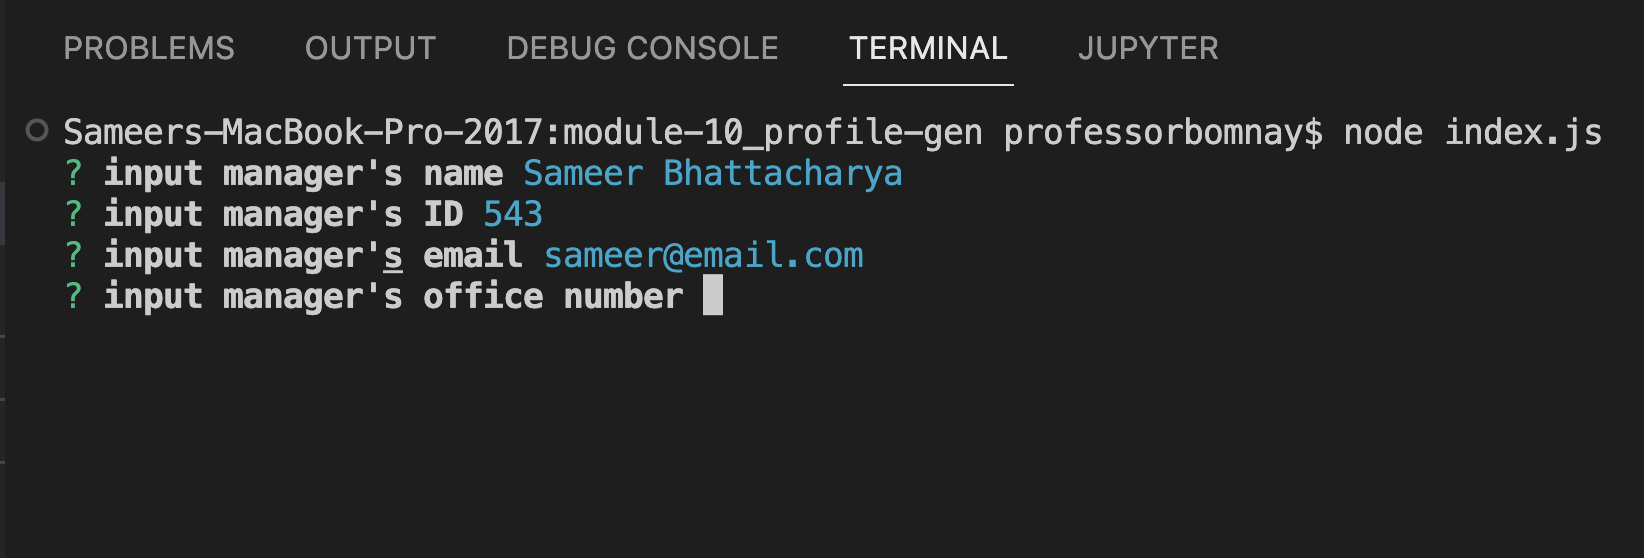 PROBLEMS OUTPUT DEBUG CONSOLE TERMINAL JUPYTER
Sameers-MacBook-Pro-2017:module-10_profile-gen professorbomnay$ node index.js
? input manager's name Sameer Bhattacharya
? input manager's ID 543
? input manager's email sameer@email.com
? input manager's office number